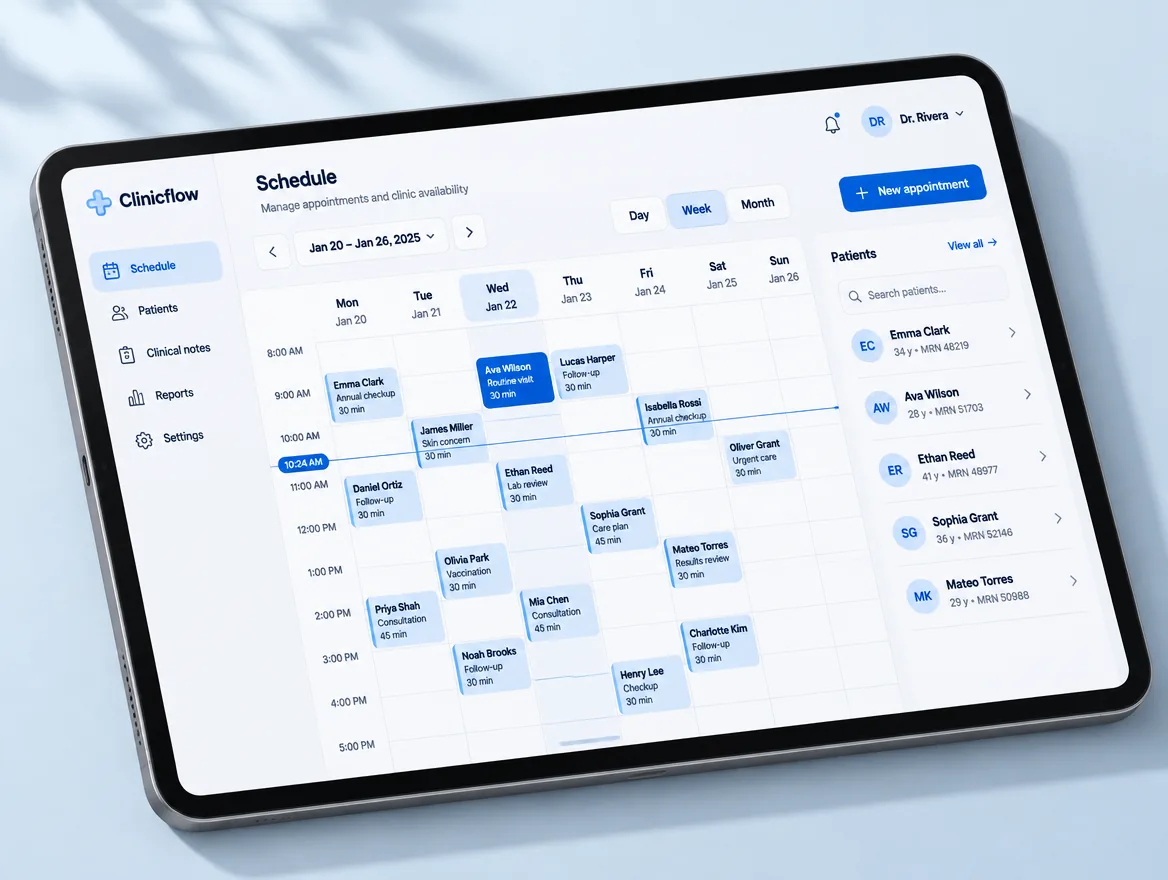 Clinicflow
Schedule
Patients
Clinical notes
Reports
Settings
Schedule
Manage appointments and clinic availability
DR
Dr. Rivera
Jan 20 – Jan 26, 2025
Day
Week
Month
+ New appointment
Mon
Jan 20
Tue
Jan 21
Wed
Jan 22
Thu
Jan 23
Fri
Jan 24
Sat
Jan 25
Sun
Jan 26
8:00 AM
9:00 AM
10:00 AM
10:24 AM
11:00 AM
12:00 PM
1:00 PM
2:00 PM
3:00 PM
4:00 PM
5:00 PM
Emma Clark
Annual checkup
30 min
Daniel Ortiz
Follow-up
30 min
Priya Shah
Consultation
45 min
James Miller
Skin concern
30 min
Olivia Park
Vaccination
30 min
Noah Brooks
Follow-up
30 min
Ava Wilson
Routine visit
30 min
Ethan Reed
Lab review
30 min
Mia Chen
Consultation
45 min
Lucas Harper
Follow-up
30 min
Sophia Grant
Care plan
45 min
Henry Lee
Checkup
30 min
Isabella Rossi
Annual checkup
30 min
Mateo Torres
Results review
30 min
Charlotte Kim
Follow-up
30 min
Oliver Grant
Urgent care
30 min
Patients
View all →
Search patients...
EC
Emma Clark
34 y • MRN 48219
AW
Ava Wilson
28 y • MRN 51703
ER
Ethan Reed
41 y • MRN 48977
SG
Sophia Grant
36 y • MRN 52146
MK
Mateo Torres
29 y • MRN 50988